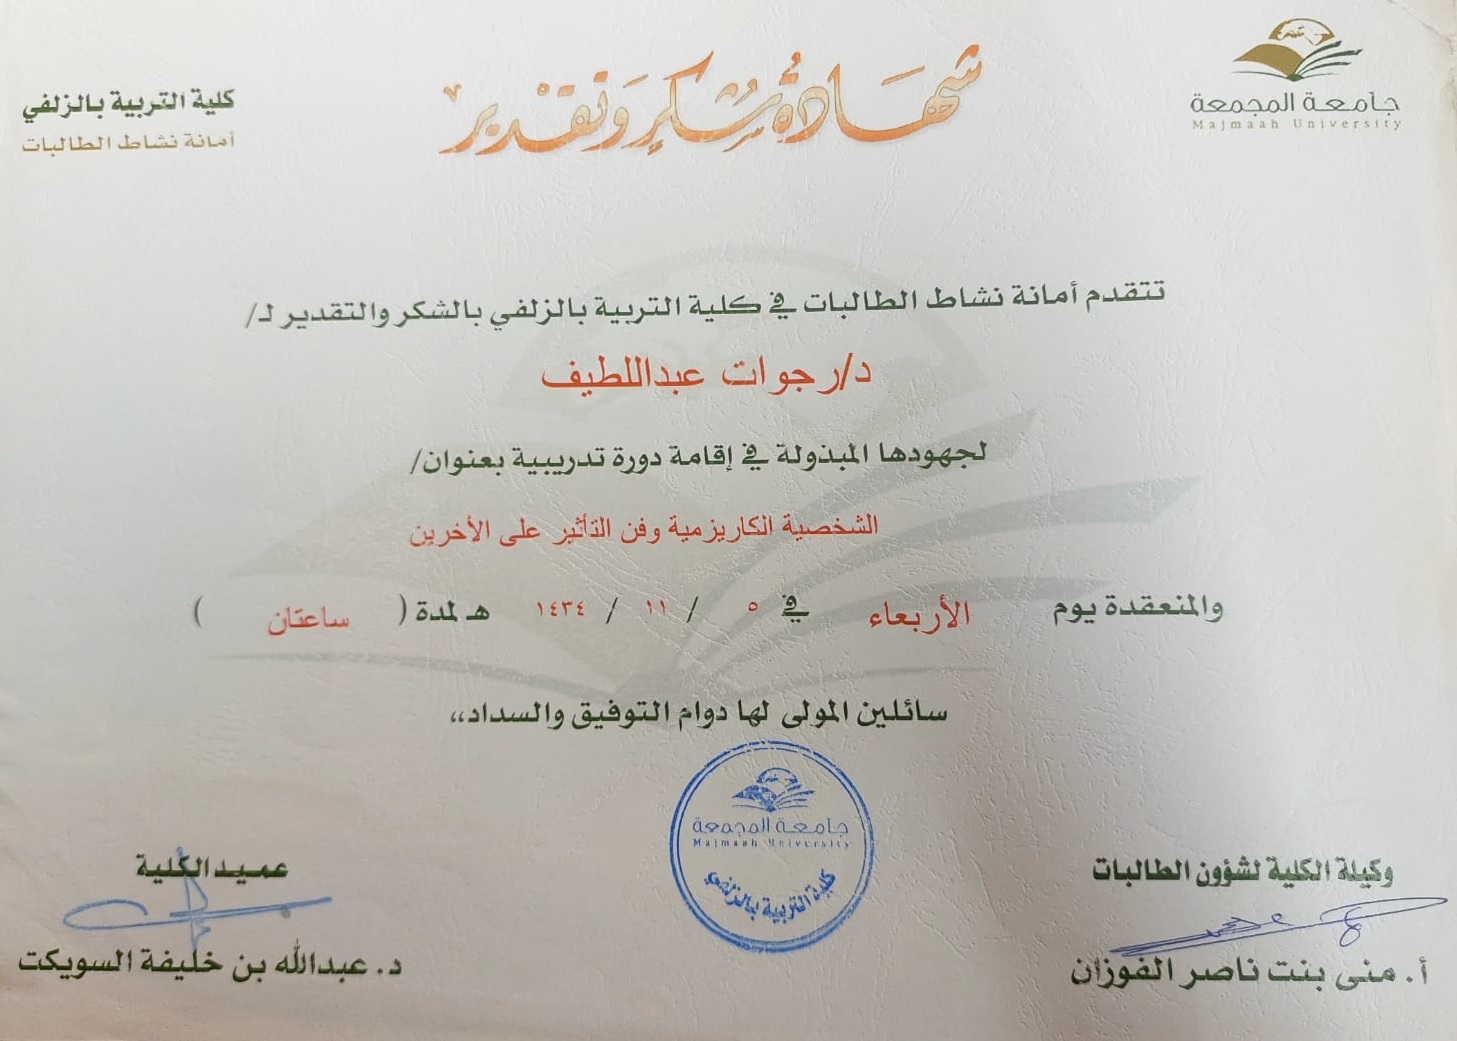 جامعة المجمعة
Majmaah University
شهادة شكر وتقدير
كلية التربية بالزلفي
أمانة نشاط الطالبات
تتقدم أمانة نشاط الطالبات في كلية التربية بالزلفي بالشكر والتقدير لـ/
د/رجوات عبداللطيف
لجهودها المبذولة في إقامة دورة تدريبية بعنوان/
الشخصية الكاريزمية وفن التأثير على الأخرين
والمنعقدة يوم الأربعاء في ٥ / ١١ / ١٤٣٤ هـ لمدة ( ساعتان )
سائلين المولى لها دوام التوفيق والسداد،،
وكيلة الكلية لشؤون الطالبات
أ. منى بنت ناصر الفوزان
جامعة المجمعة
Majmaah University
كلية التربية بالزلفي
عميد الكلية
د. عبدالله بن خليفة السويكت